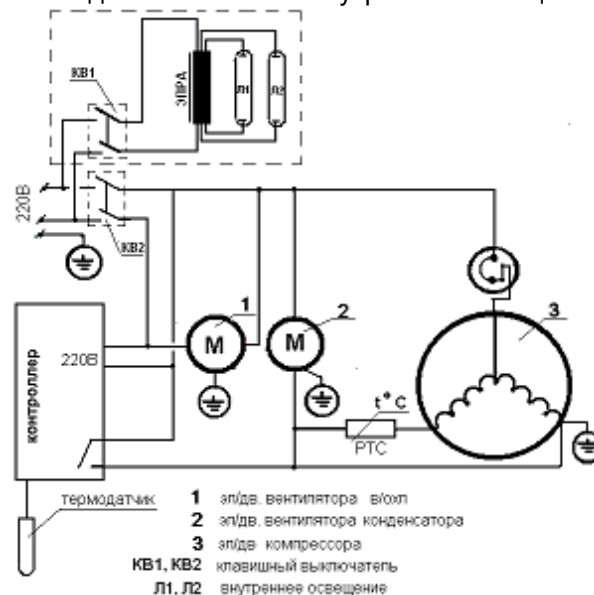 КВ1
ЭПРА
Л1
Л2
220В
КВ2
1
2
3
М
М
контроллер
220В
t°C
РТС
термодатчик
1 эл/дв. вентилятора в/охл
2 эл/дв. вентилятора конденсатора
3 эл/дв компрессора
КВ1, КВ2 клавишный выключатель
Л1, Л2 внутреннее освещение